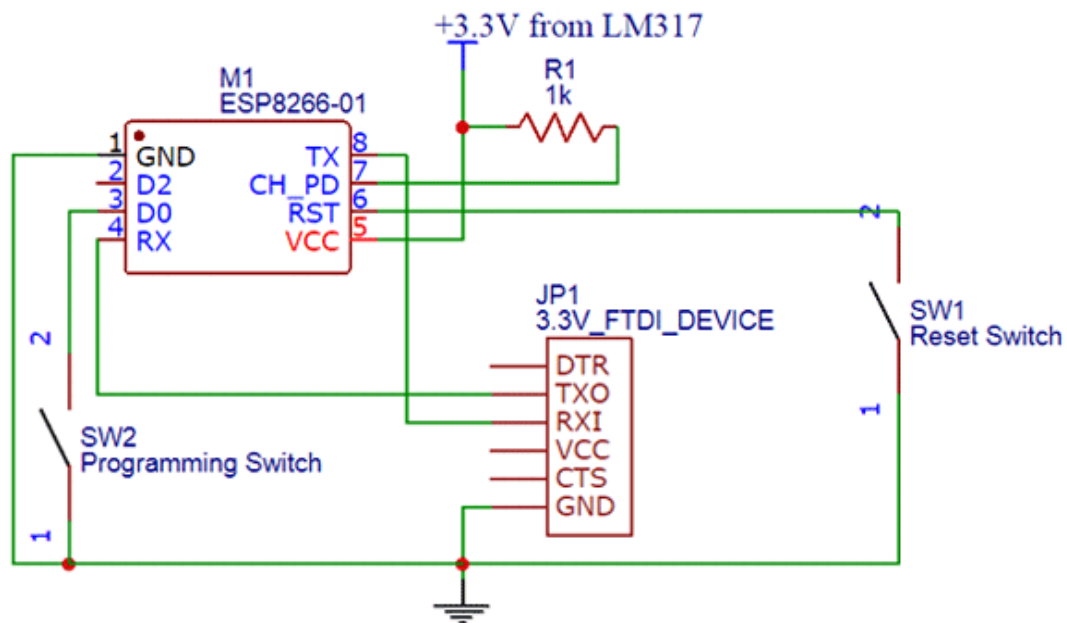 +3.3V from LM317
R1
1k
M1
ESP8266-01
1 GND
2 D2
3 D0
4 RX
TX 8
CH_PD 7
RST 6
VCC 5
2
JP1
3.3V_FTDI_DEVICE
DTR
TXO
RXI
VCC
CTS
GND
SW1
Reset Switch
1
2
SW2
Programming Switch
1